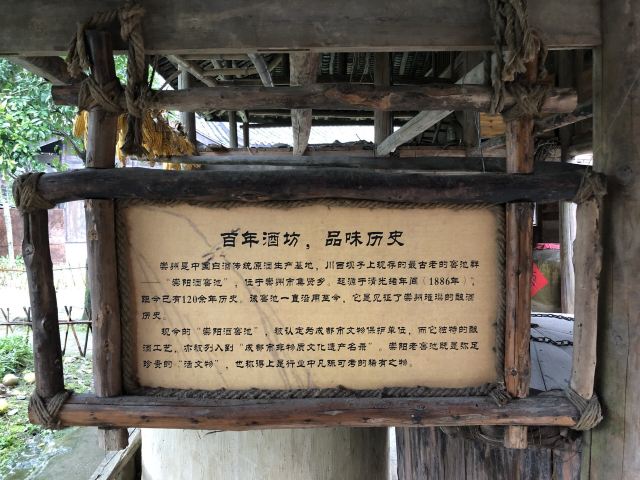 百年酒坊，品味历史
崇州是中国白酒传统原酒生产基地，川西坝子上现存的最古老的窖池群
——“崇阳酒窖池”，位于崇州市集贤乡。起源于清光绪年间（1886年），
距今已有120余年历史。该窖池一直沿用至今，它是见证了崇州璀璨的酿酒
历史。
现今的“崇阳酒窖池”，被认定为成都市文物保护单位，而它独特的酿
酒工艺，亦被列入到“成都市非物质文化遗产名录”。崇阳老窖池既是弥足
珍贵的“活文物”，也称得上是行业中凡陈可考的稀有之物。